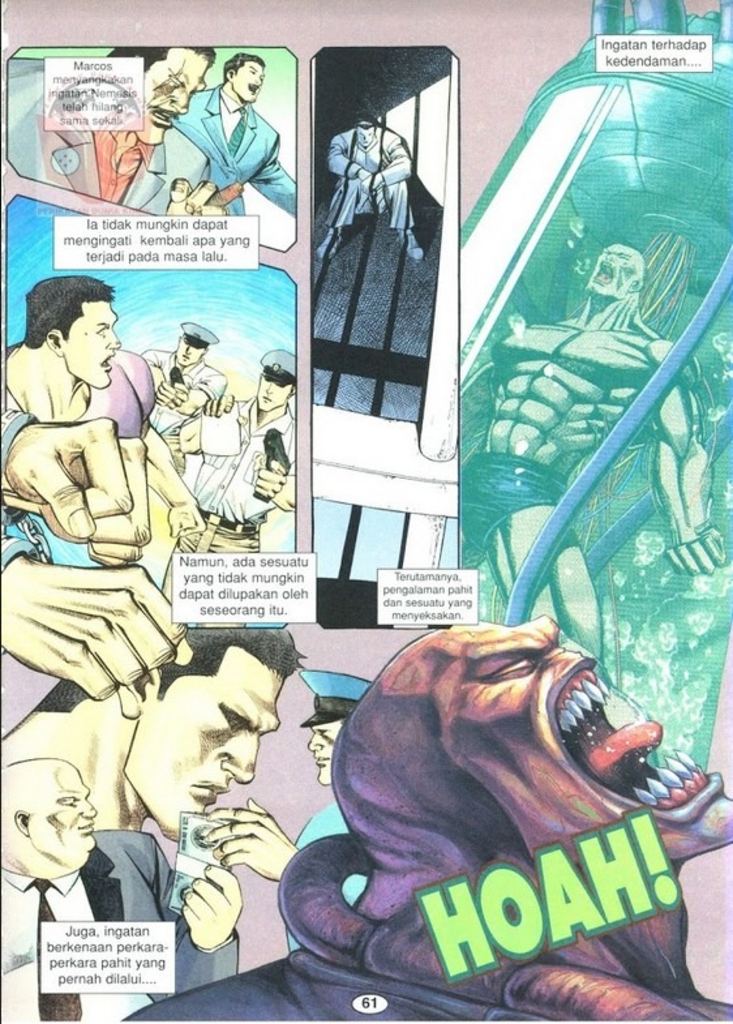 Marcos
menyangkakan
ingatan Nemesis
telah hilang
sama sekali.
Ia tidak mungkin dapat
mengingati kembali apa yang
terjadi pada masa lalu.
Namun, ada sesuatu
yang tidak mungkin
dapat dilupakan oleh
seseorang itu.
Terutamanya,
pengalaman pahit
dan sesuatu yang
menyeksakan.
Ingatan terhadap
kedendaman....
Juga, ingatan
berkenaan perkara-
perkara pahit yang
pernah dilalui....
HOAH!
61